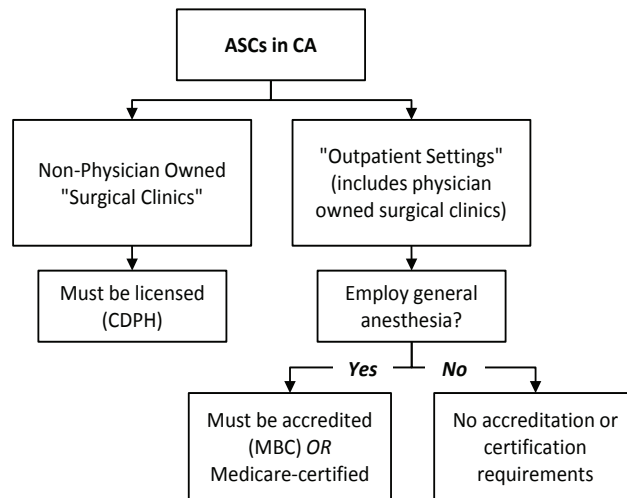 ASCs in CA
Non-Physician Owned
"Surgical Clinics"
"Outpatient Settings"
(includes physician
owned surgical clinics)
Must be licensed
(CDPH)
Employ general
anesthesia?
Yes
No
Must be accredited
(MBC) OR
Medicare-certified
No accreditation or
certification
requirements